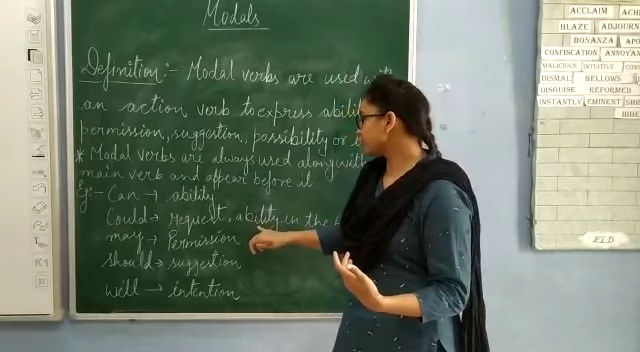 Modals
Definition:- Modal verbs are used with
an action verb to express
permission, suggestion, possibility or
* Modal verbs are always used along with
main verb and appear before it
Eg:- Can → ability
Could → request, ability in the
may → Permission
should → suggestion
will → intention
ACCLAIM
BLAZE ADJOURN
BONANZA
CONFISCATION
MALICIOUS INTUITIVE
DISMAL BELLOWS
DISGUISE REFORMED
INSTANTLY EMINENT